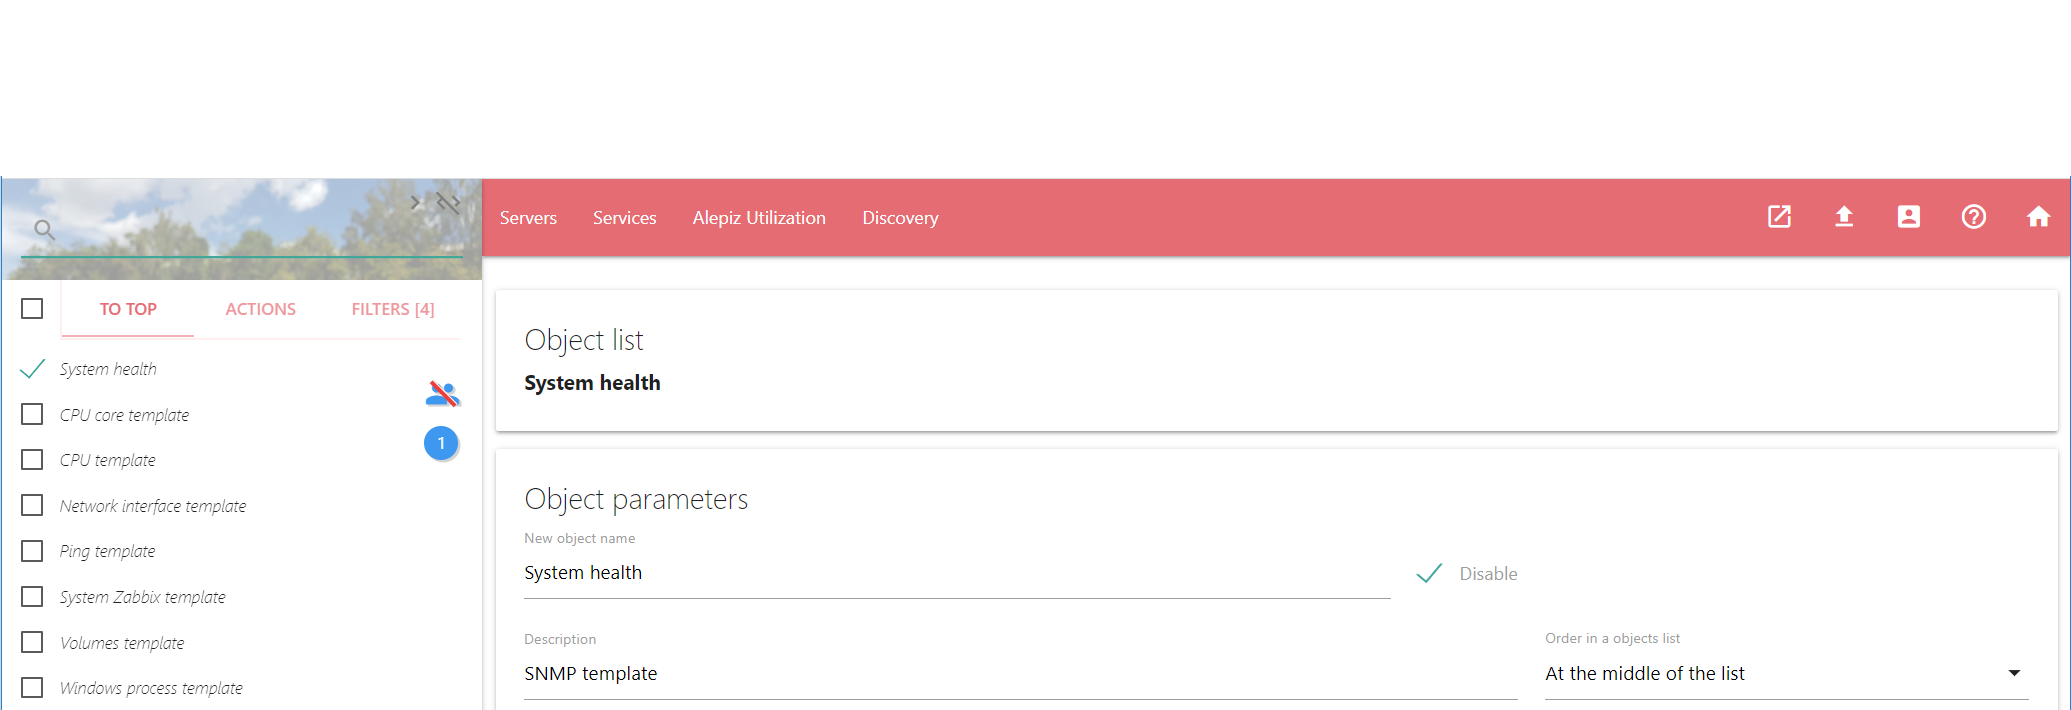 Servers Services Alepiz Utilization Discovery
TO TOP ACTIONS FILTERS [4]
System health
CPU core template
1
CPU template
Network interface template
Ping template
System Zabbix template
Volumes template
Windows process template
Object list
System health
Object parameters
New object name
System health
Disable
Description
SNMP template
Order in a objects list
At the middle of the list